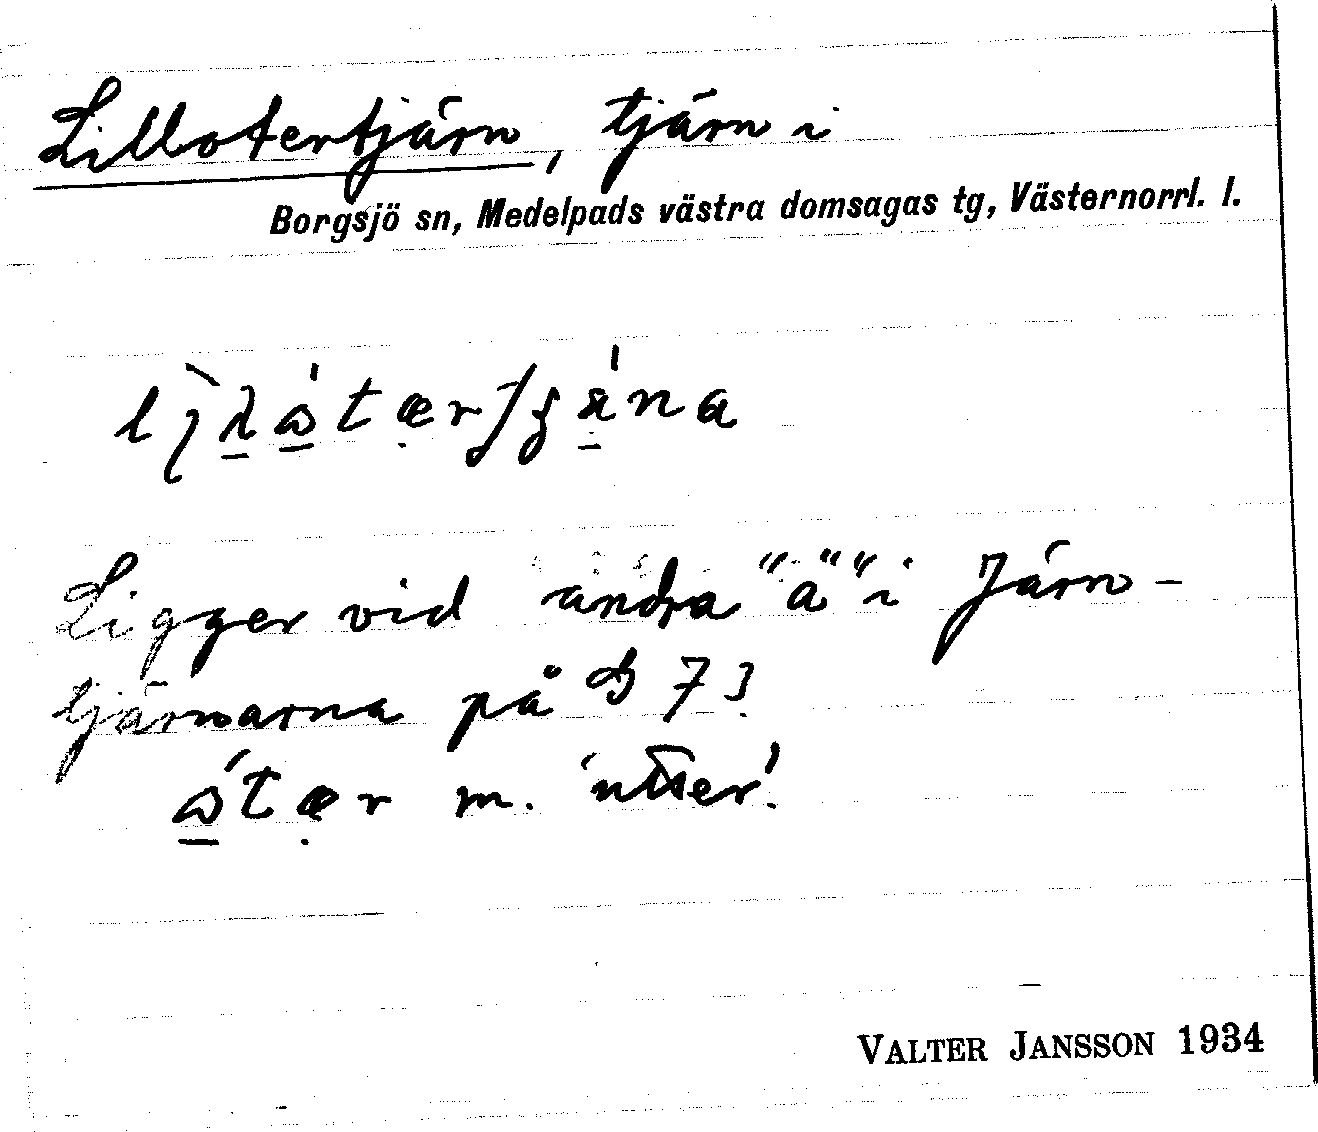 Lillotertjärn, tjärn i
Borgsjö sn, Medelpads västra domsagas tg, Västernorrl. l.
Ligger vid andra "ä" i Järn-
tjärnarna på
m. 'utter'.
VALTER JANSSON 1934